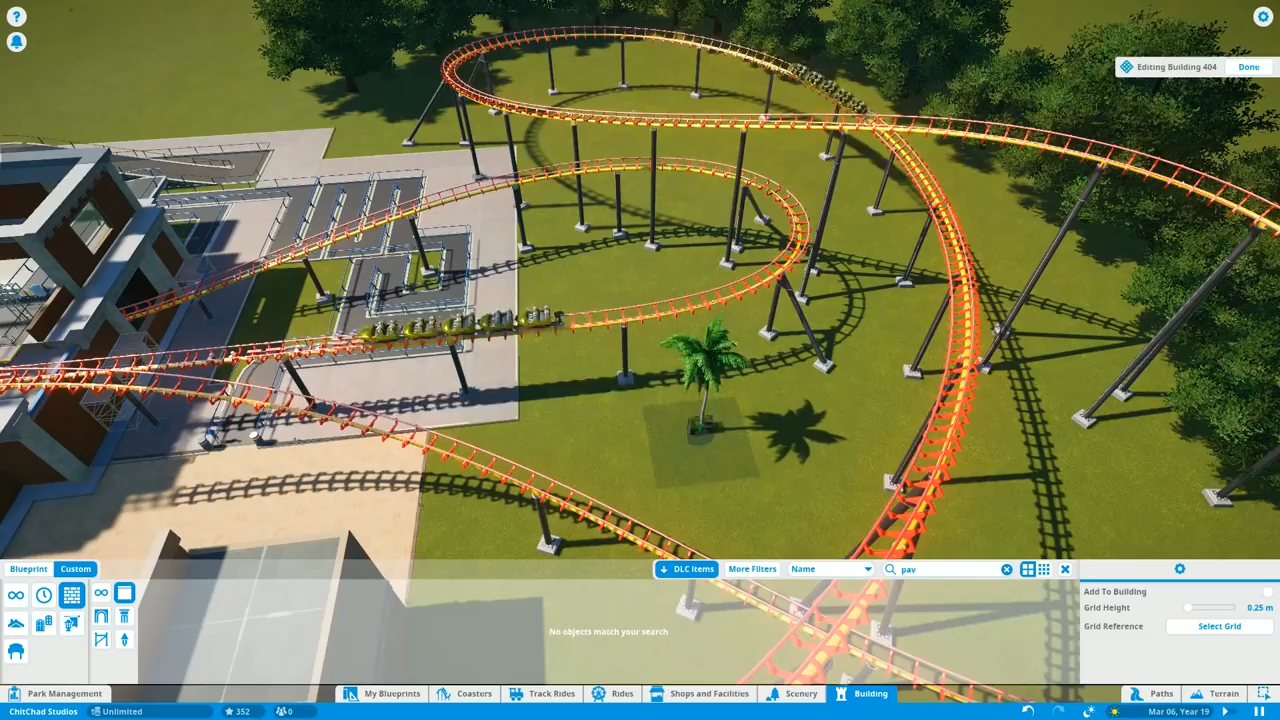 ?
Editing Building 404 Done
Blueprint Custom
DLC Items More Filters Name pav
Add To Building
Grid Height 0.25 m
Grid Reference Select Grid
No objects match your search
Park Management My Blueprints Coasters Track Rides Rides Shops and Facilities Scenery Building Paths Terrain
ChitChad Studios Unlimited 352 0 Mar 06, Year 19